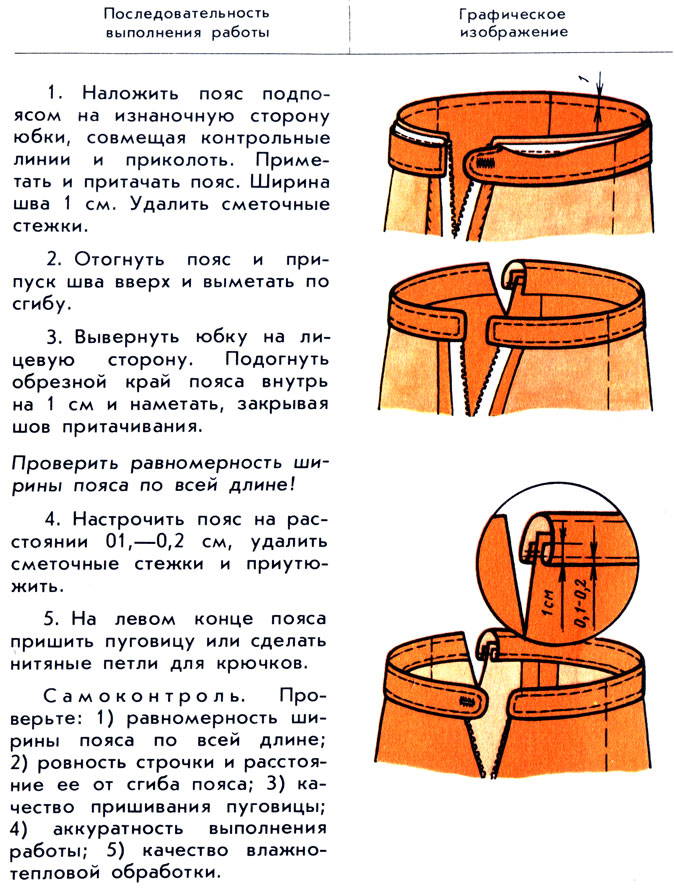 Последовательность
выполнения работы
Графическое
изображение
1. Наложить пояс подпо-
ясом на изнаночную сторону
юбки, совмещая контрольные
линии и приколоть. Приме-
тать и притачать пояс. Ширина
шва 1 см. Удалить сметочные
стежки.
2. Отогнуть пояс и при-
пуск шва вверх и выметать по
сгибу.
3. Вывернуть юбку на ли-
цевую сторону. Подогнуть
обрезной край пояса внутрь
на 1 см и наметать, закрывая
шов притачивания.
Проверить равномерность ши-
рины пояса по всей длине!
4. Настрочить пояс на рас-
стоянии 01,—0,2 см, удалить
сметочные стежки и приутю-
жить.
5. На левом конце пояса
пришить пуговицу или сделать
нитяные петли для крючков.
Самоконтроль. Про-
верьте: 1) равномерность ши-
рины пояса по всей длине;
2) ровность строчки и расстоя-
ние ее от сгиба пояса; 3) ка-
чество пришивания пуговицы;
4) аккуратность выполнения
работы; 5) качество влажно-
тепловой обработки.
1
1см
0,1-0,2